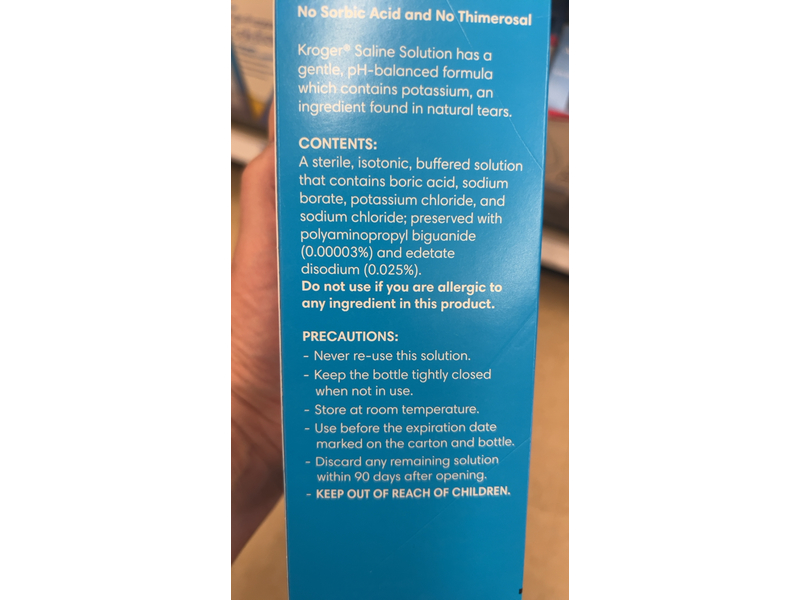 No Sorbic Acid and No Thimerosal
Kroger® Saline Solution has a
gentle, pH-balanced formula
which contains potassium, an
ingredient found in natural tears.
CONTENTS:
A sterile, isotonic, buffered solution
that contains boric acid, sodium
borate, potassium chloride, and
sodium chloride; preserved with
polyaminopropyl biguanide
(0.00003%) and edetate
disodium (0.025%).
Do not use if you are allergic to
any ingredient in this product.
PRECAUTIONS:
- Never re-use this solution.
- Keep the bottle tightly closed
when not in use.
- Store at room temperature.
- Use before the expiration date
marked on the carton and bottle.
- Discard any remaining solution
within 90 days after opening.
- KEEP OUT OF REACH OF CHILDREN.